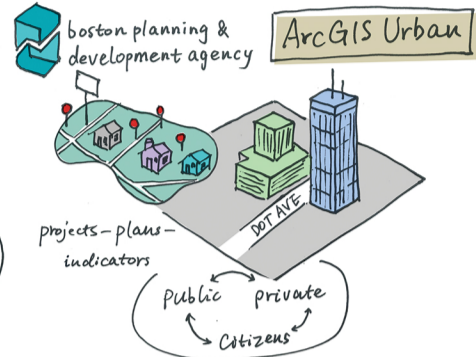 boston planning &
development agency
ArcGIS Urban
DOT AVE
projects-plans-
indicators
public private
Citizens